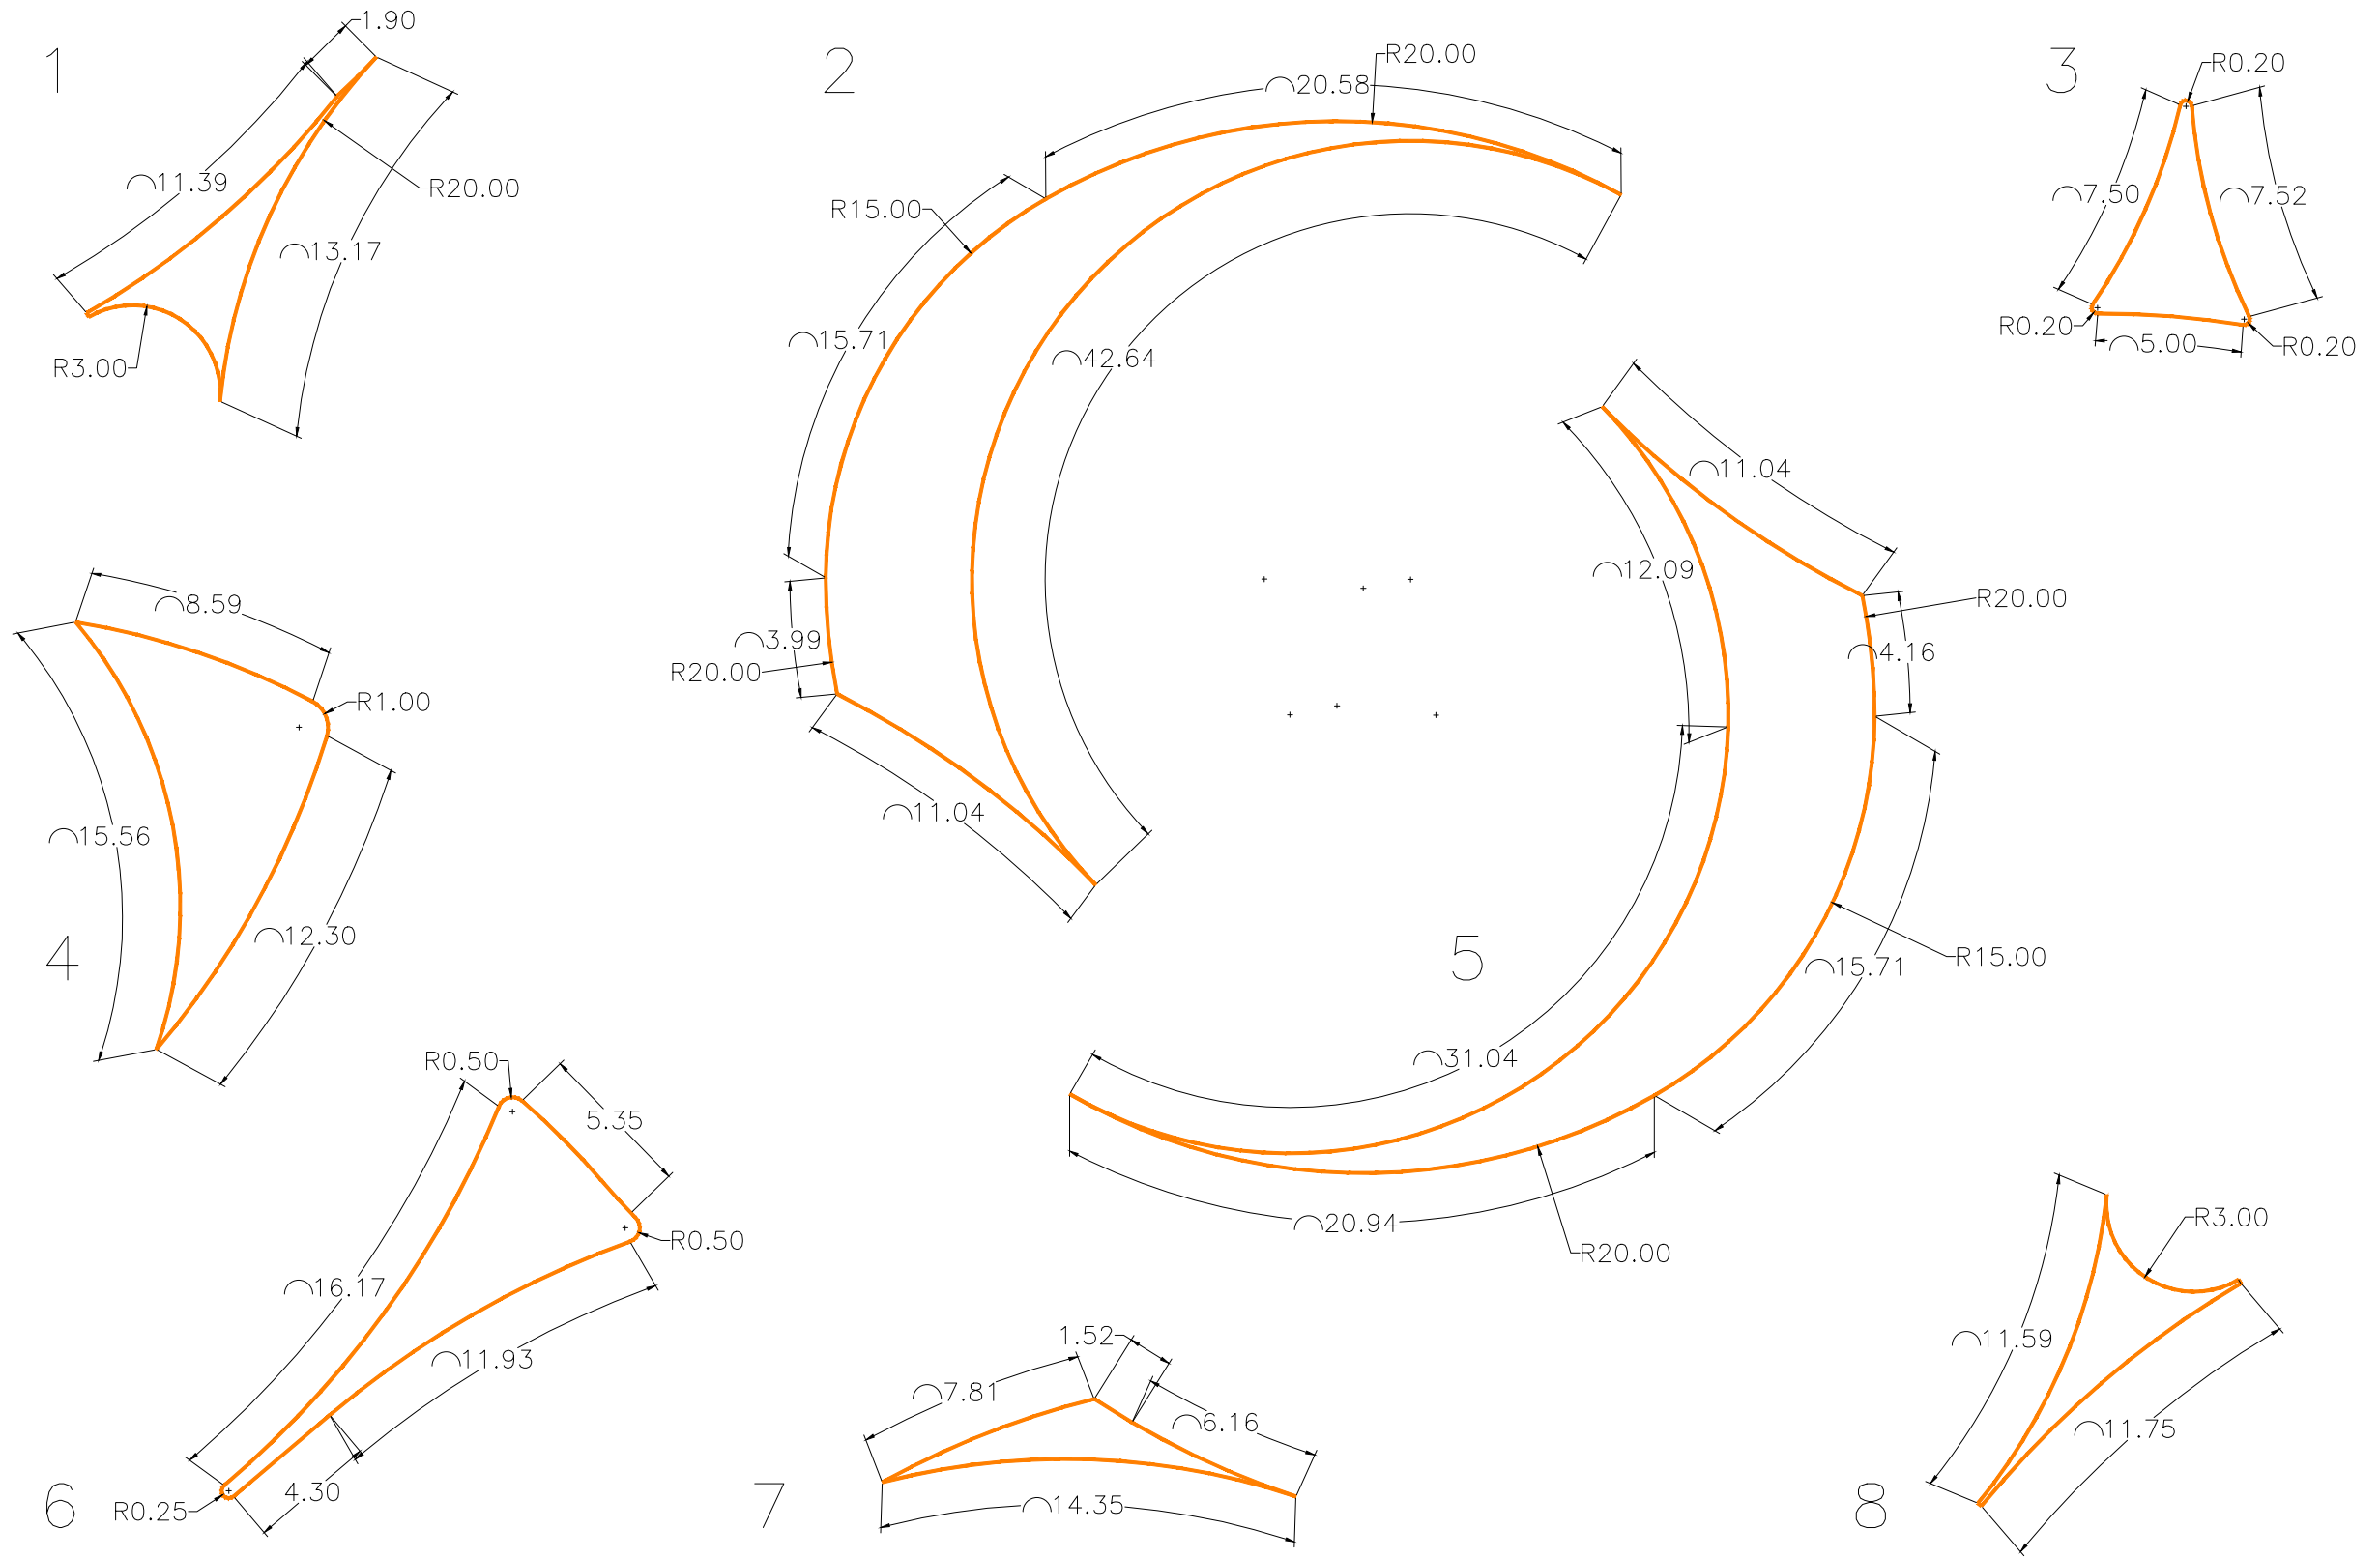 1
1.90
⌒11.39
R20.00
⌒13.17
R3.00
2
R20.00
⌒20.58
R15.00
⌒15.71
⌒42.64
⌒3.99
R20.00
⌒11.04
3
R0.20
⌒7.50
⌒7.52
R0.20
⌒5.00
R0.20
4
⌒8.59
R1.00
⌒15.56
⌒12.30
5
⌒11.04
⌒12.09
R20.00
⌒4.16
R15.00
⌒15.71
⌒31.04
⌒20.94
R20.00
6
R0.50
5.35
R0.50
⌒16.17
⌒11.93
4.30
R0.25
7
1.52
⌒7.81
⌒6.16
⌒14.35
8
R3.00
⌒11.59
⌒11.75